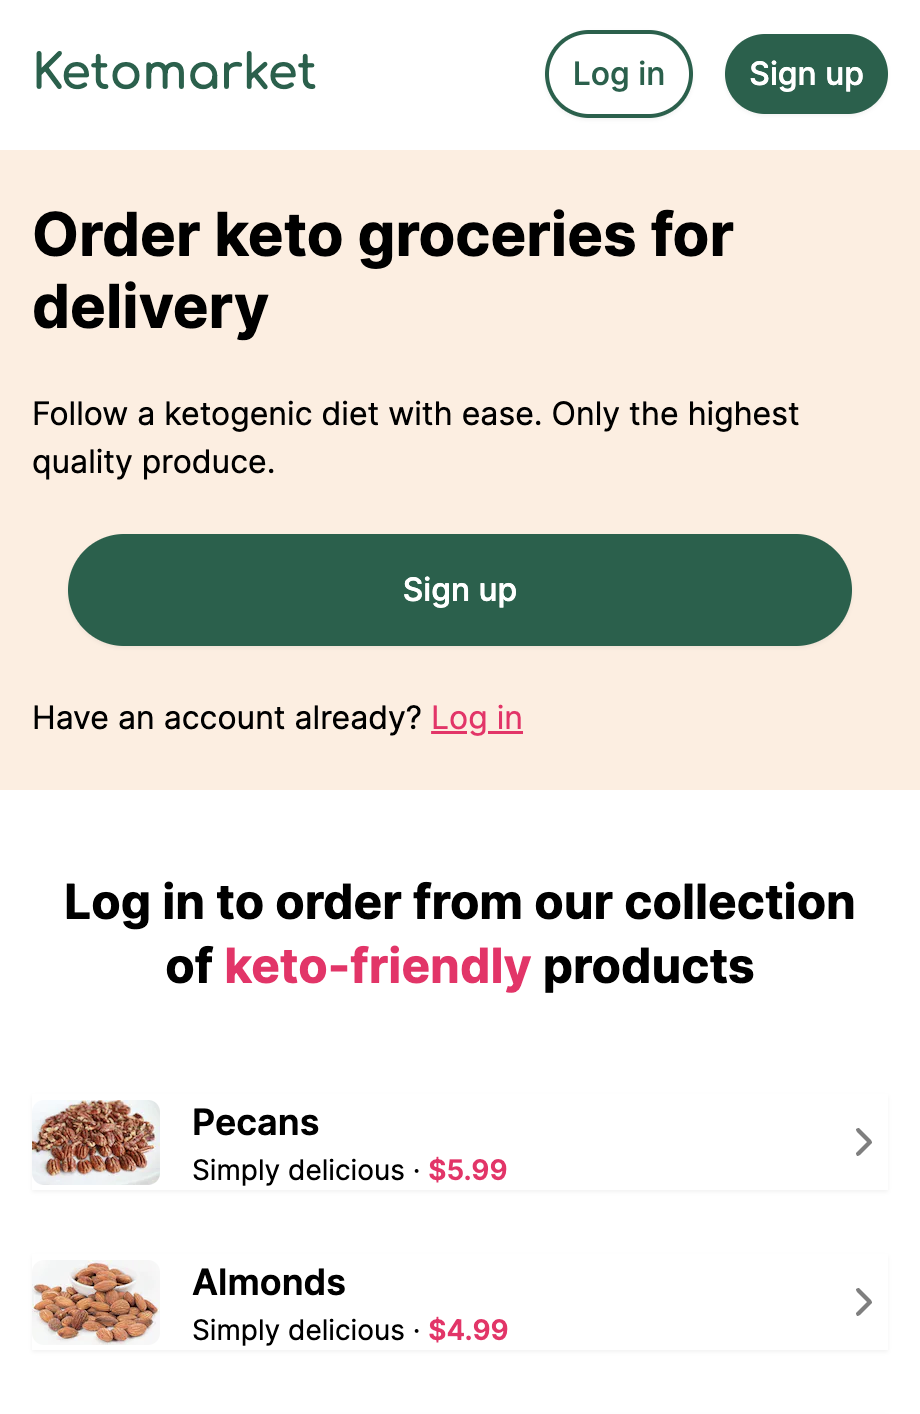 Ketomarket
Log in
Sign up
Order keto groceries for
delivery
Follow a ketogenic diet with ease. Only the highest
quality produce.
Sign up
Have an account already? Log in
Log in to order from our collection
of keto-friendly products
Pecans
Simply delicious · $5.99
Almonds
Simply delicious · $4.99